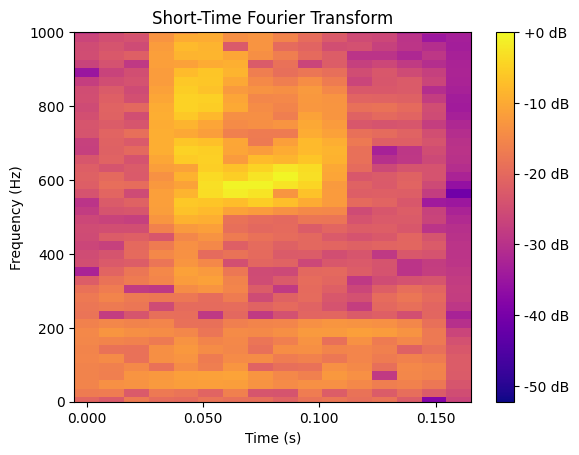 Short-Time Fourier Transform
Frequency (Hz)
1000
800
600
400
200
0
0.000
0.050
0.100
0.150
Time (s)
+0 dB
-10 dB
-20 dB
-30 dB
-40 dB
-50 dB